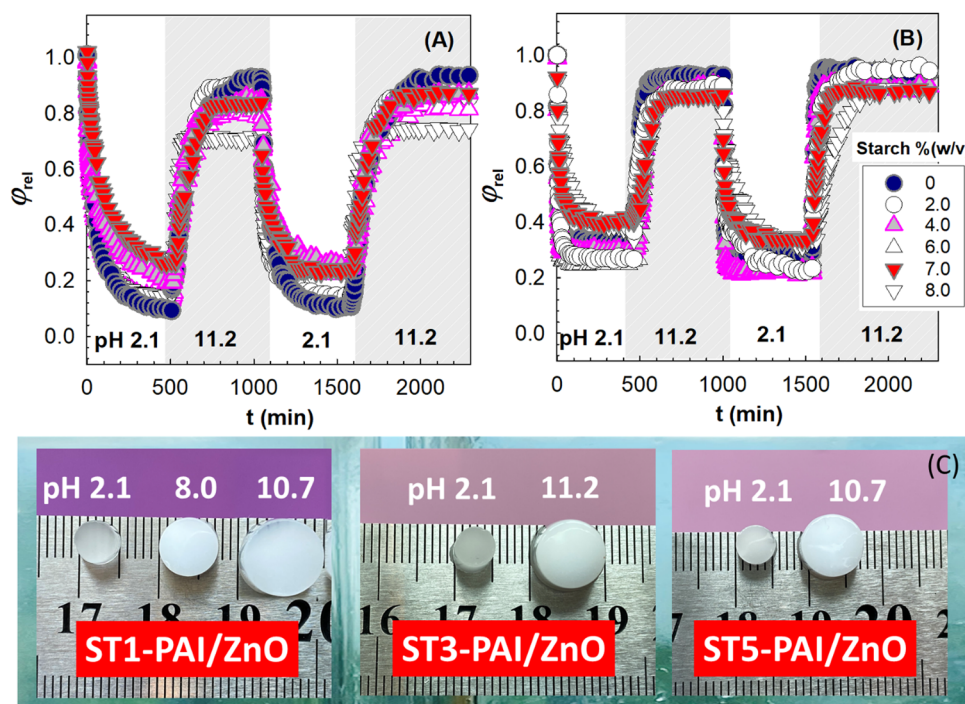 (A)
1.0
0.8
0.6
0.4
0.2
0.0
φrel
pH 2.1 11.2 2.1 11.2
0 500 1000 1500 2000
t (min)
(B)
1.0
0.8
0.6
0.4
0.2
0.0
φrel
pH 2.1 11.2 2.1 11.2
0 500 1000 1500 2000
t (min)
Starch %(w/v
0
2.0
4.0
6.0
7.0
8.0
(C)
pH 2.1 8.0 10.7
17 18 19 20
ST1-PAI/ZnO
pH 2.1 11.2
16 17 18 19
ST3-PAI/ZnO
pH 2.1 10.7
18 19 20
ST5-PAI/ZnO